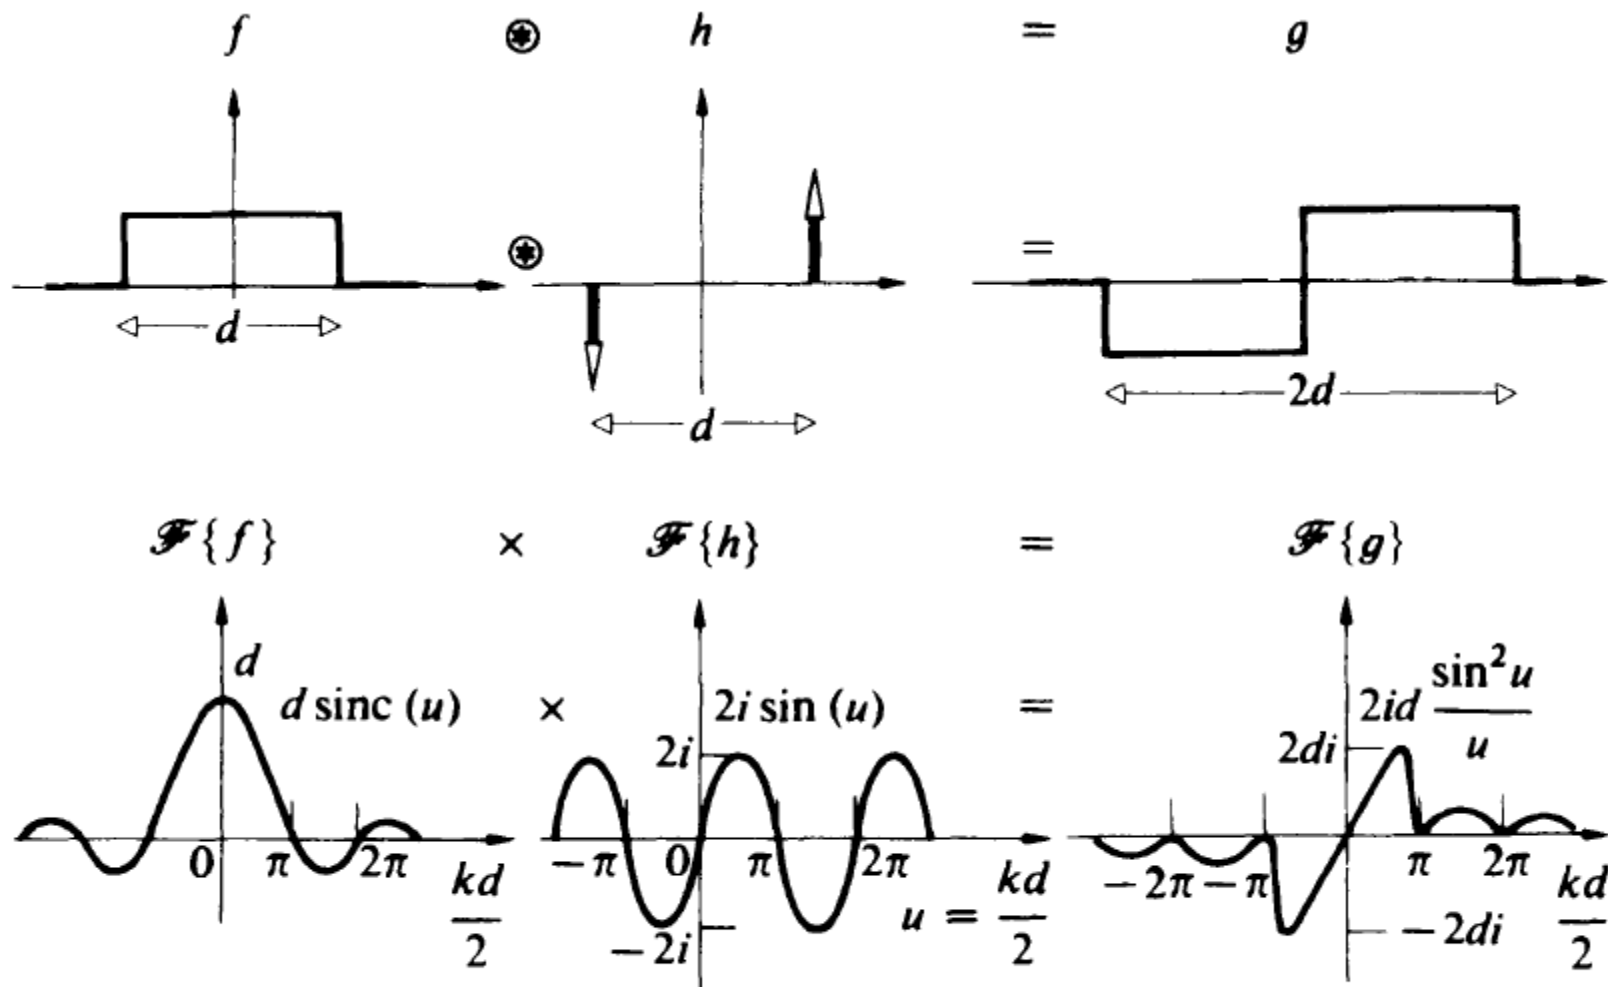 f ⊛ h = g
⊛ =
d
d
2d
ℱ{f} × ℱ{h} = ℱ{g}
d
d sinc (u) × 2i sin (u) = 2id sin²u/u
2i 2di
0 π 2π kd/2
−π 0 π 2π u = kd/2
−2π −π π 2π kd/2
−2i −2di